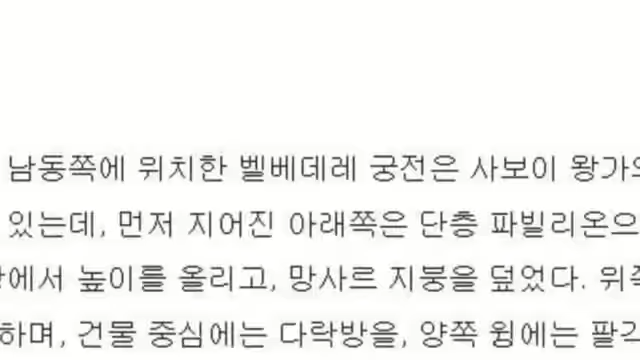 남동쪽에 위치한 벨베데레 궁전은 사보이 왕가의
있는데, 먼저 지어진 아래쪽은 단층 파빌리온으
에서 높이를 올리고, 망사르 지붕을 덮었다. 위쪽
하며, 건물 중심에는 다락방을, 양쪽 윙에는 팔각